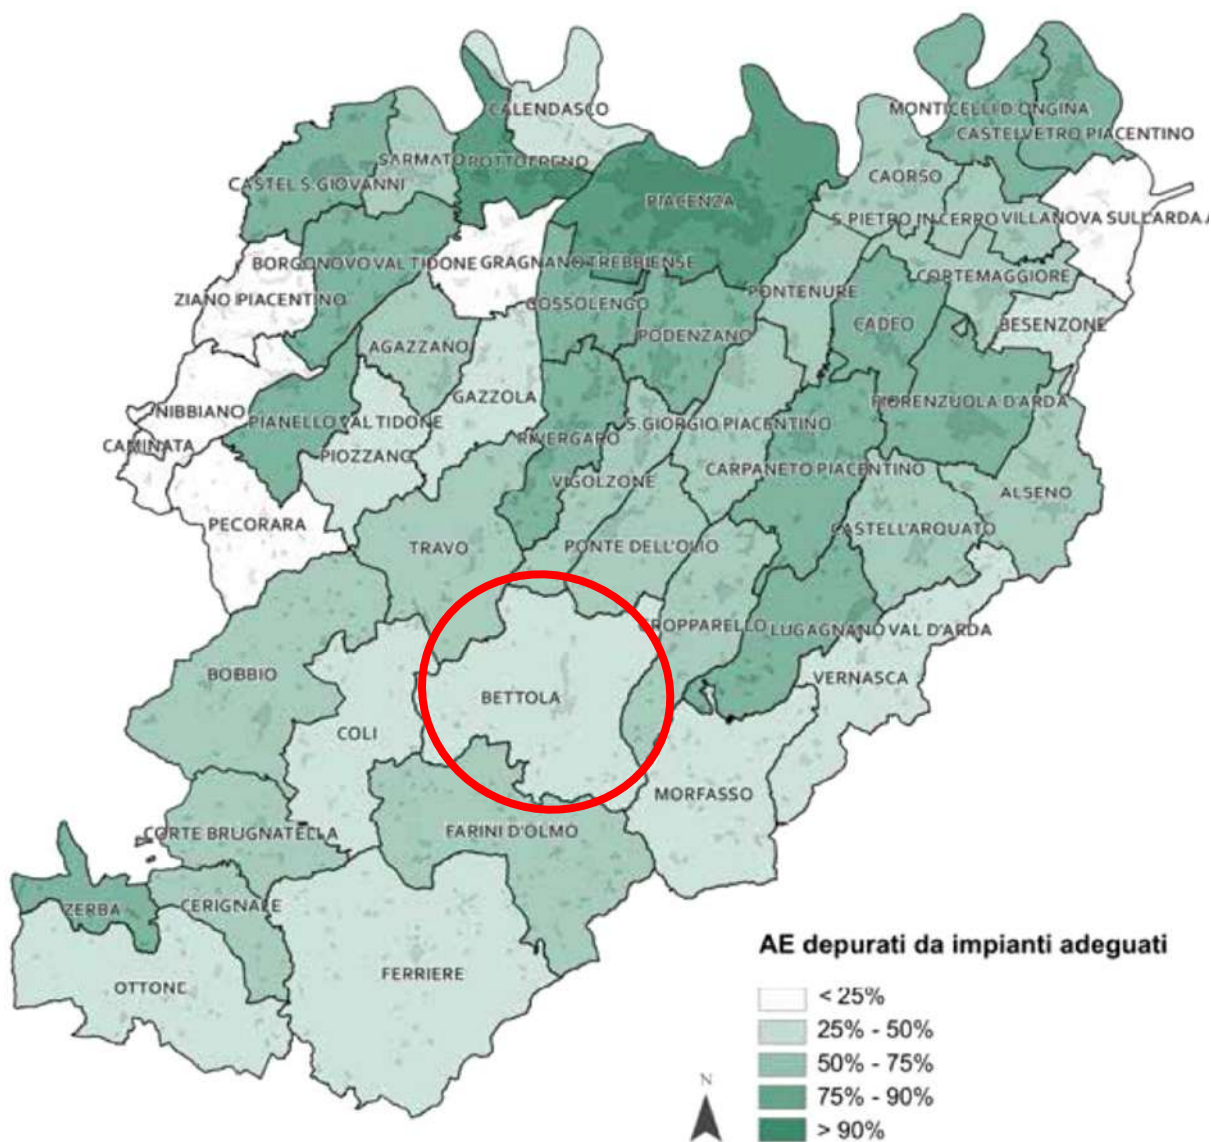 CALENDASCO
MONTICELLI D'ONGINA
CASTELVETRO PIACENTINO
SARMATO
ROTTOFRENO
CASTEL S.GIOVANNI
CAORSO
PIACENZA
S.PIETRO IN CERRO
VILLANOVA SULL'ARDA
BORGONOVO VAL TIDONE
GRAGNANO TREBBIENSE
CORTEMAGGIORE
ZIANO PIACENTINO
GOSSOLENGO
PONTENURE
CADEO
BESENZONE
PODENZANO
AGAZZANO
GAZZOLA
NIBBIANO
PIANELLO VAL TIDONE
S.GIORGIO PIACENTINO
FIORENZUOLA D'ARDA
CAMINATA
RIVERGARO
PIOZZANO
CARPANETO PIACENTINO
VIGOLZONE
ALSENO
PECORARA
CASTELL'ARQUATO
TRAVO
PONTE DELL'OLIO
GROPPARELLO
LUGAGNANO VAL D'ARDA
BOBBIO
VERNASCA
BETTOLA
COLI
MORFASSO
CORTE BRUGNATELLA
FARINI D'OLMO
ZERBA
CERIGNALE
FERRIERE
OTTONE
AE depurati da impianti adeguati
< 25%
25% - 50%
50% - 75%
75% - 90%
> 90%
N